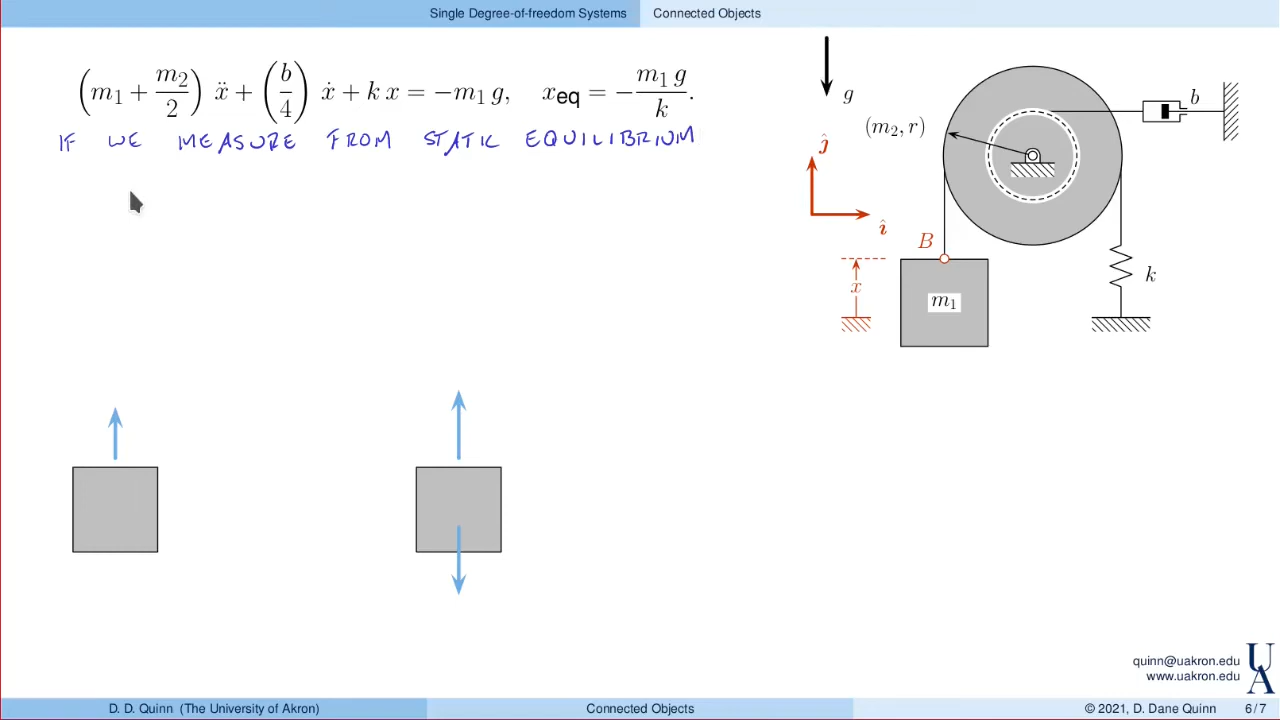 Single Degree-of-freedom Systems Connected Objects
(m₁ + m₂/2) ẍ + (b/4) ẋ + k x = −m₁ g, x_eq = −m₁ g/k.
IF WE MEASURE FROM STATIC EQUILIBRIUM
g
(m₂, r)
b
ĵ
î
B
x
m₁
k
quinn@uakron.edu
www.uakron.edu
UA
D. D. Quinn (The University of Akron) Connected Objects © 2021, D. Dane Quinn 6 / 7